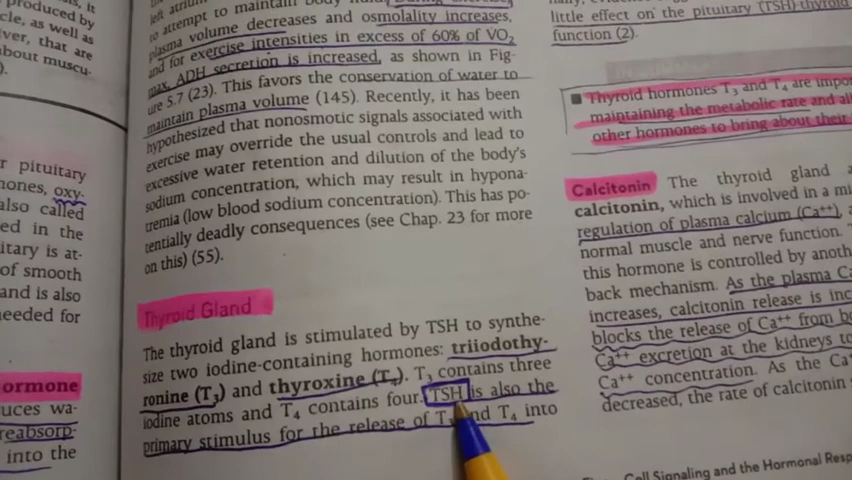 produced by
cle, as well as
ver, that are
about muscu-
).
r pituitary
mones, oxy-
also called
ed in the
itary is at-
of smooth
and is also
needed for
ormone
uces wa-
reabsorp-
into the
left atrium
to attempt to maintain body
plasma volume decreases and osmolality increases,
and for exercise intensities in excess of 60% of VO2
max, ADH secretion is increased, as shown in Fig-
ure 5.7 (23). This favors the conservation of water to
maintain plasma volume (145). Recently, it has been
hypothesized that nonosmotic signals associated with
exercise may override the usual controls and lead to
excessive water retention and dilution of the body's
sodium concentration, which may result in hypona-
tremia (low blood sodium concentration). This has po-
tentially deadly consequences (see Chap. 23 for more
on this) (55).
Thyroid Gland
The thyroid gland is stimulated by TSH to synthe-
size two iodine-containing hormones: triiodothy-
ronine (T3) and thyroxine (T4). T3 contains three
iodine atoms and T4 contains four. TSH is also the
primary stimulus for the release of T3 and T4 into
little effect on the pituitary (TSH)-thyroid
function (2).
■ Thyroid hormones T3 and T4 are impor
maintaining the metabolic rate and all
other hormones to bring about their
Calcitonin The thyroid gland a
calcitonin, which is involved in a mi
regulation of plasma calcium (Ca++),
normal muscle and nerve function.
this hormone is controlled by anoth
back mechanism. As the plasma Ca
increases, calcitonin release is inc
blocks the release of Ca++ from bo
Ca++ excretion at the kidneys to
Ca++ concentration. As the Ca
decreased, the rate of calcitonin
Cell Signaling and the Hormonal Resp